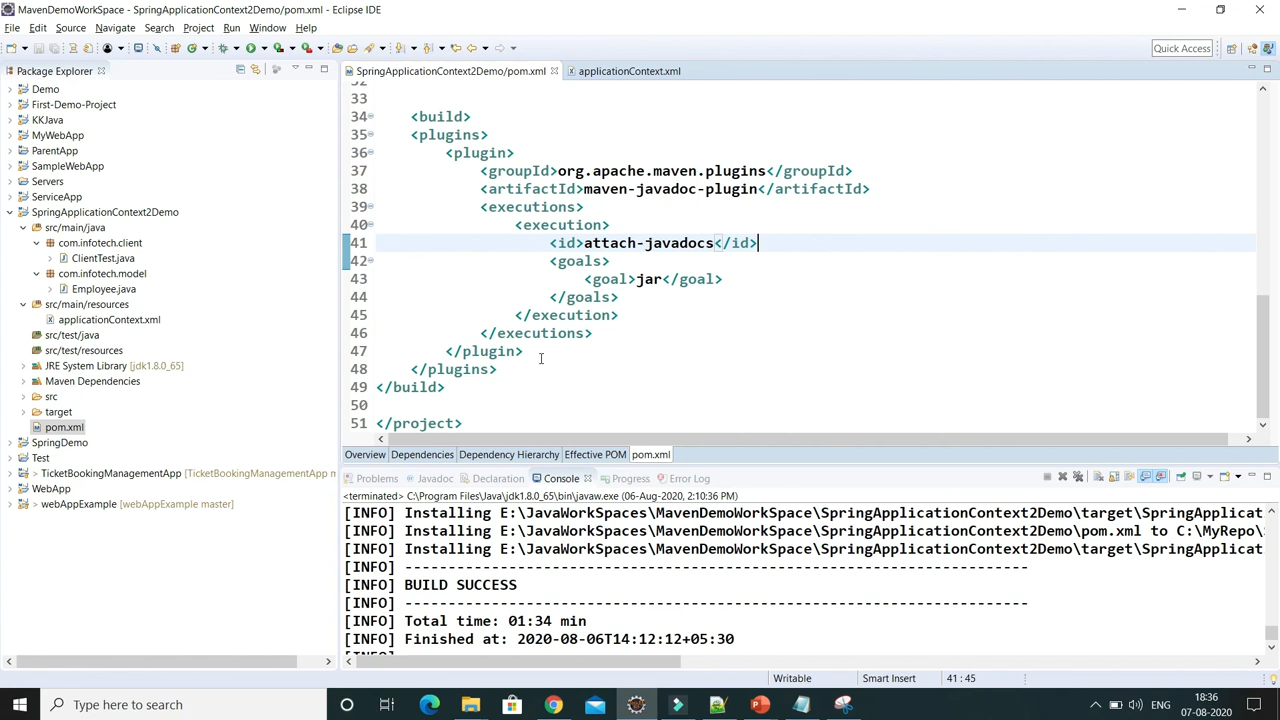 MavenDemoWorkSpace - SpringApplicationContext2Demo/pom.xml - Eclipse IDE
File Edit Source Navigate Search Project Run Window Help
Quick Access
Package Explorer
Demo
First-Demo-Project
KKJava
MyWebApp
ParentApp
SampleWebApp
Servers
ServiceApp
SpringApplicationContext2Demo
src/main/java
com.infotech.client
ClientTest.java
com.infotech.model
Employee.java
src/main/resources
applicationContext.xml
src/test/java
src/test/resources
JRE System Library [jdk1.8.0_65]
Maven Dependencies
src
target
pom.xml
SpringDemo
Test
> TicketBookingManagementApp [TicketBookingManagementApp m
WebApp
> webAppExample [webAppExample master]
SpringApplicationContext2Demo/pom.xml applicationContext.xml
32
33
34 <build>
35 <plugins>
36 <plugin>
37 <groupId>org.apache.maven.plugins</groupId>
38 <artifactId>maven-javadoc-plugin</artifactId>
39 <executions>
40 <execution>
41 <id>attach-javadocs</id>
42 <goals>
43 <goal>jar</goal>
44 </goals>
45 </execution>
46 </executions>
47 </plugin>
48 </plugins>
49 </build>
50
51 </project>
Overview Dependencies Dependency Hierarchy Effective POM pom.xml
Problems Javadoc Declaration Console Progress Error Log
<terminated> C:\Program Files\Java\jdk1.8.0_65\bin\javaw.exe (06-Aug-2020, 2:10:36 PM)
[INFO] Installing E:\JavaWorkSpaces\MavenDemoWorkSpace\SpringApplicationContext2Demo\target\SpringApplicat
[INFO] Installing E:\JavaWorkSpaces\MavenDemoWorkSpace\SpringApplicationContext2Demo\pom.xml to C:\MyRepo\
[INFO] Installing E:\JavaWorkSpaces\MavenDemoWorkSpace\SpringApplicationContext2Demo\target\SpringApplicat
[INFO] ------------------------------------------------------------------------
[INFO] BUILD SUCCESS
[INFO] ------------------------------------------------------------------------
[INFO] Total time: 01:34 min
[INFO] Finished at: 2020-08-06T14:12:12+05:30
Writable Smart Insert 41 : 45
Type here to search
ENG
18:36
07-08-2020